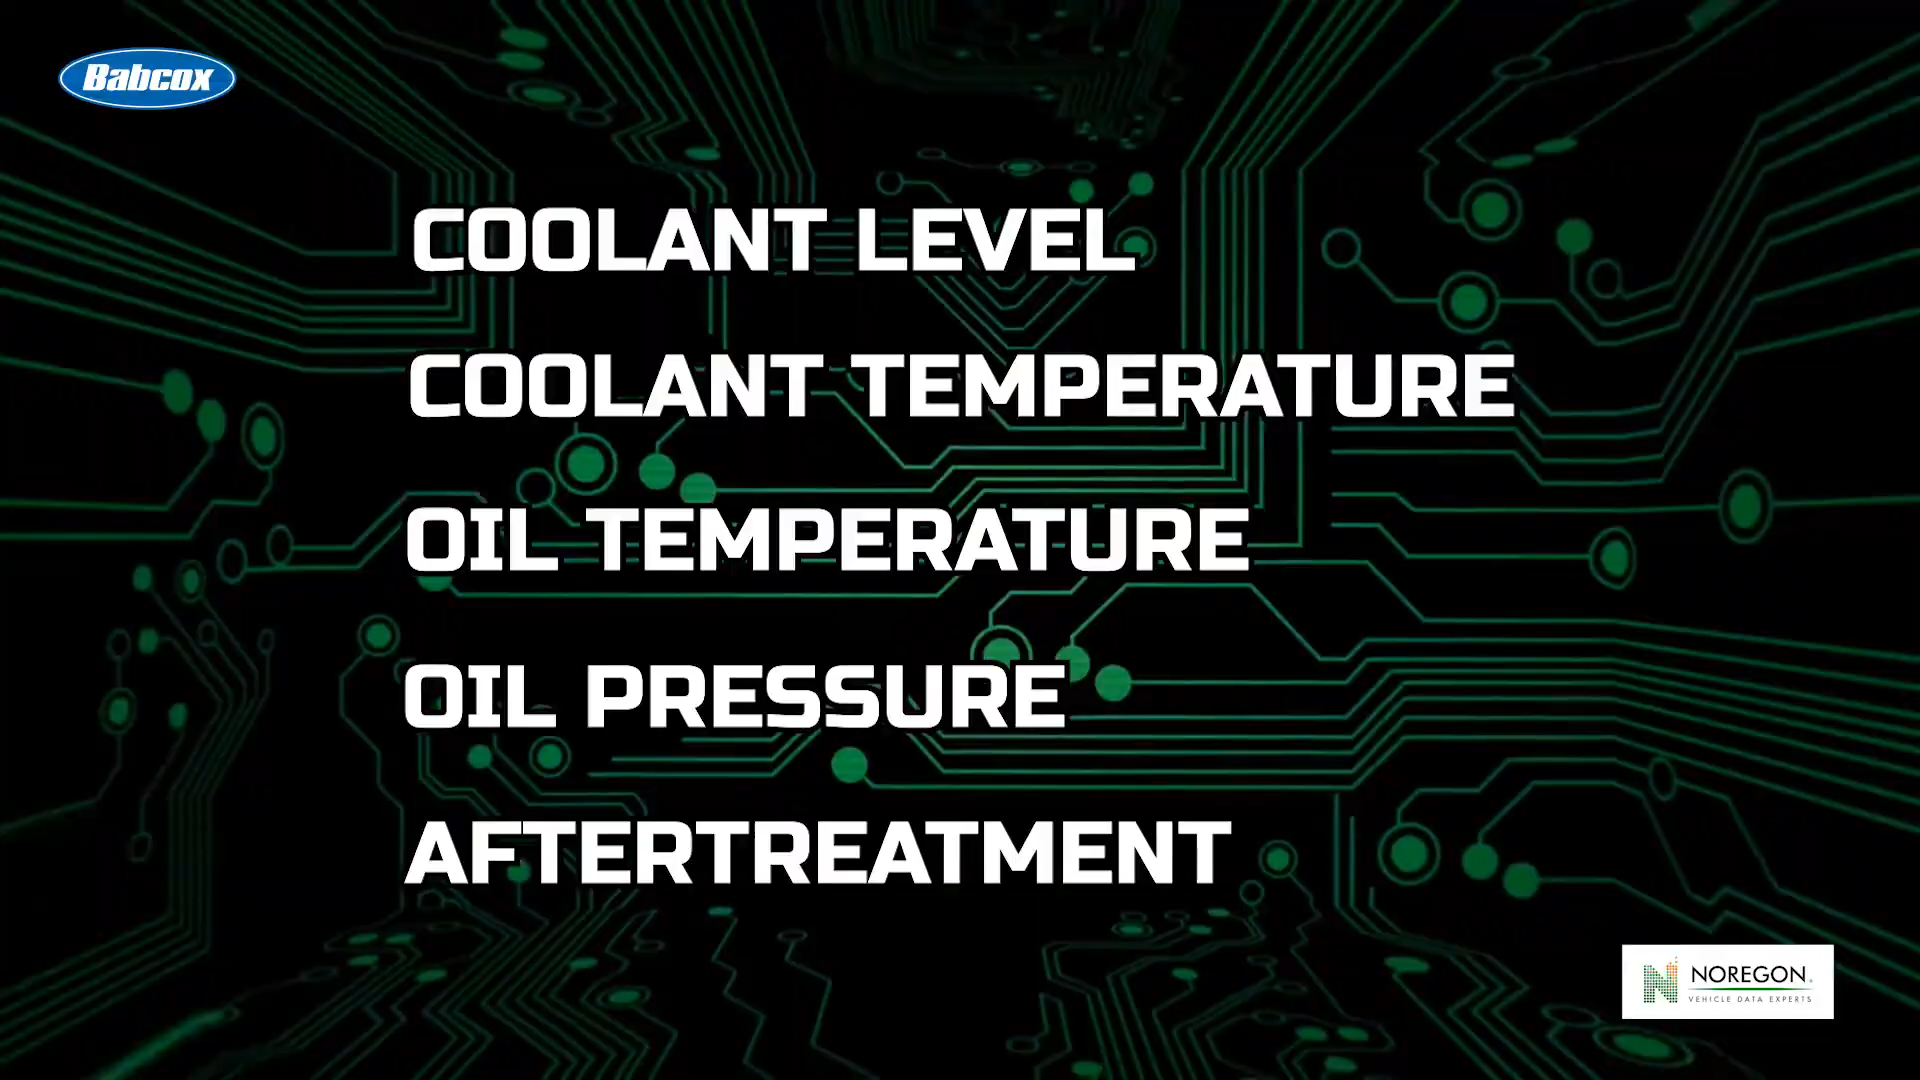 Babcox
COOLANT LEVEL
COOLANT TEMPERATURE
OIL TEMPERATURE
OIL PRESSURE
AFTERTREATMENT
NOREGON
VEHICLE DATA EXPERTS